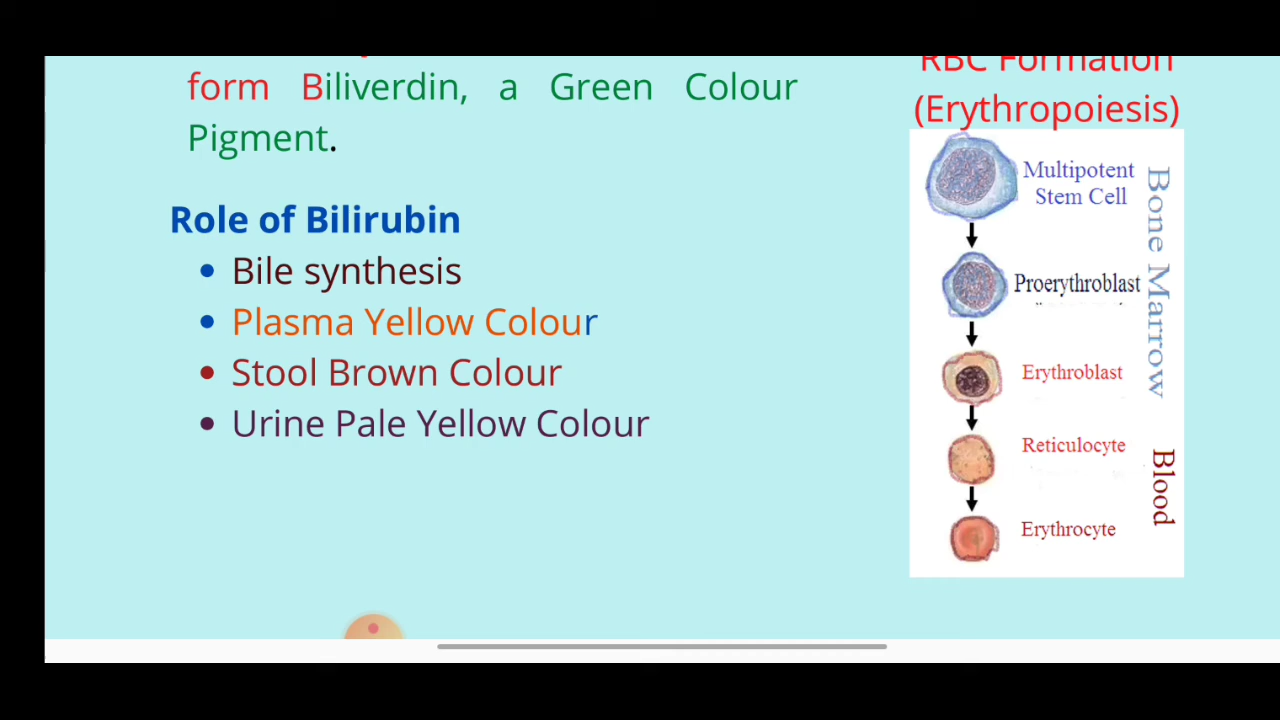 form Biliverdin, a Green Colour
Pigment.
Role of Bilirubin
• Bile synthesis
• Plasma Yellow Colour
• Stool Brown Colour
• Urine Pale Yellow Colour
RBC Formation
(Erythropoiesis)
Multipotent
Stem Cell
Proerythroblast
Erythroblast
Reticulocyte
Erythrocyte
Bone Marrow
Blood